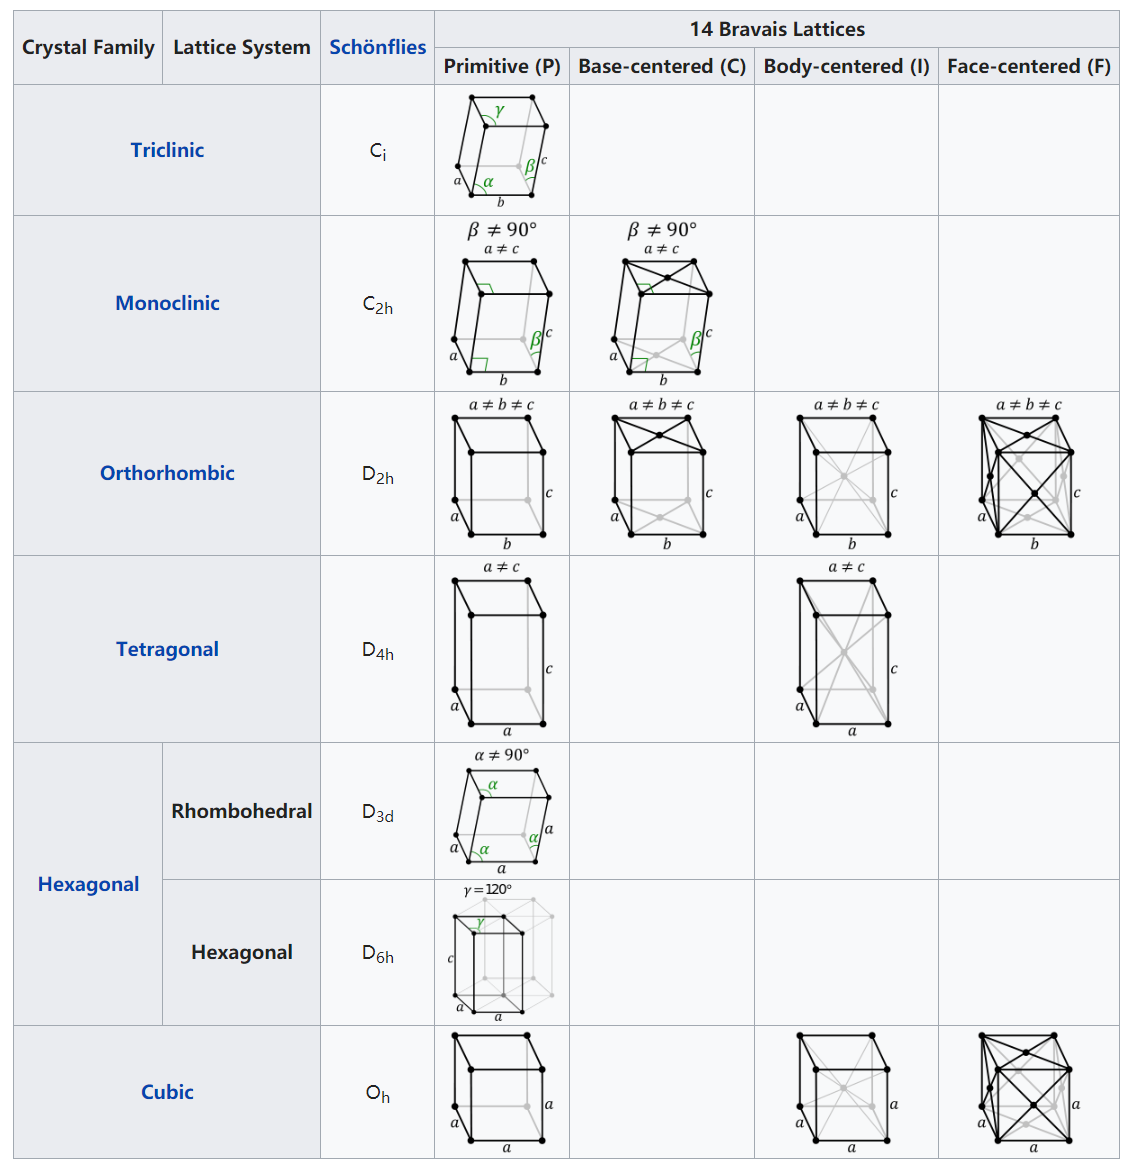 Crystal Family
Lattice System
Schönflies
14 Bravais Lattices
Primitive (P)
Base-centered (C)
Body-centered (I)
Face-centered (F)
Triclinic
Ci
γ
β
c
a
α
b
Monoclinic
C2h
β ≠ 90°
a ≠ c
β
c
a
b
β ≠ 90°
a ≠ c
β
c
a
b
Orthorhombic
D2h
a ≠ b ≠ c
c
a
b
a ≠ b ≠ c
c
a
b
a ≠ b ≠ c
c
a
b
a ≠ b ≠ c
c
a
b
Tetragonal
D4h
a ≠ c
c
a
a
a ≠ c
c
a
a
Hexagonal
Rhombohedral
D3d
α ≠ 90°
α
a
α
a
α
a
Hexagonal
D6h
γ = 120°
γ
c
a
a
Cubic
Oh
a
a
a
a
a
a
a
a
a